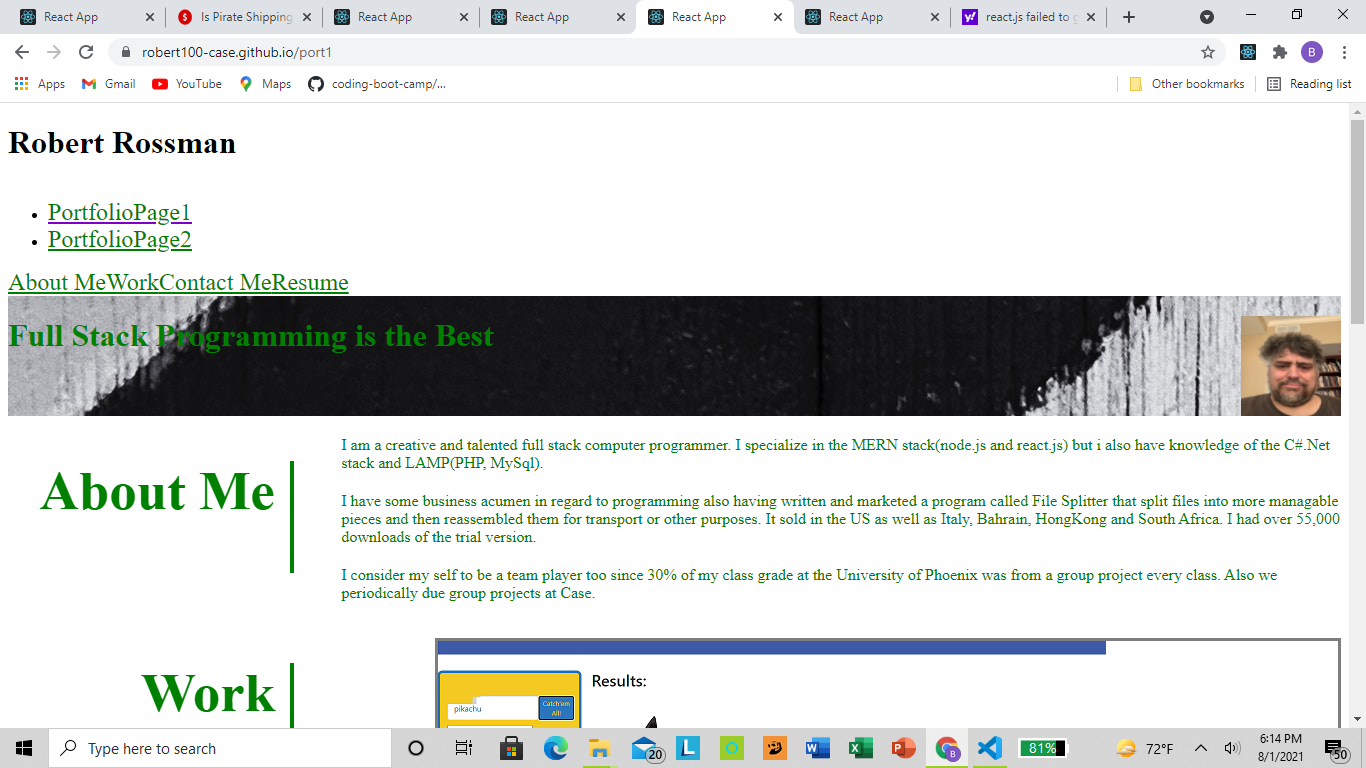 React App
Is Pirate Shipping
React App
React App
React App
React App
react.js failed to g
robert100-case.github.io/port1
B
Apps
Gmail
YouTube
Maps
coding-boot-camp/...
Other bookmarks
Reading list
Robert Rossman
PortfolioPage1
PortfolioPage2
About MeWorkContact MeResume
Full Stack Programming is the Best
About Me
I am a creative and talented full stack computer programmer. I specialize in the MERN stack(node.js and react.js) but i also have knowledge of the C#.Net
stack and LAMP(PHP, MySql).
I have some business acumen in regard to programming also having written and marketed a program called File Splitter that split files into more managable
pieces and then reassembled them for transport or other purposes. It sold in the US as well as Italy, Bahrain, HongKong and South Africa. I had over 55,000
downloads of the trial version.
I consider my self to be a team player too since 30% of my class grade at the University of Phoenix was from a group project every class. Also we
periodically due group projects at Case.
Work
Results:
pikachu
Catch'em
All!
Type here to search
20
81%
72°F
6:14 PM
8/1/2021
50